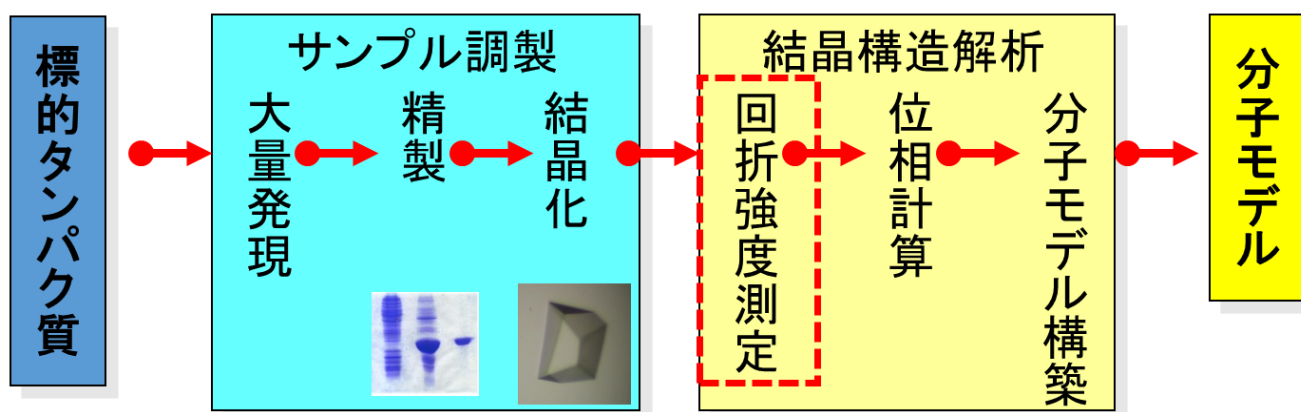 標的タンパク質
サンプル調製
大量発現
精製
結晶化
結晶構造解析
回折強度測定
位相計算
分子モデル構築
分子モデル